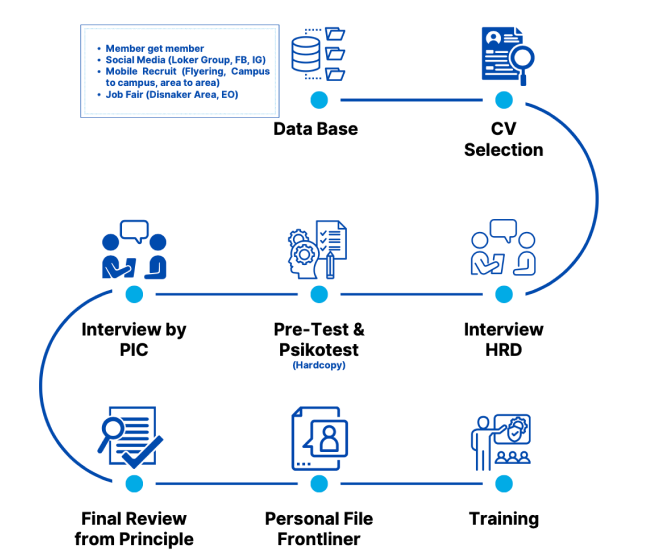 • Member get member
• Social Media (Loker Group, FB, IG)
• Mobile Recruit (Flyering, Campus
to campus, area to area)
• Job Fair (Disnaker Area, EO)
Data Base
CV
Selection
Interview by
PIC
Pre-Test &
Psikotest
(Hardcopy)
Interview
HRD
Final Review
from Principle
Personal File
Frontliner
Training